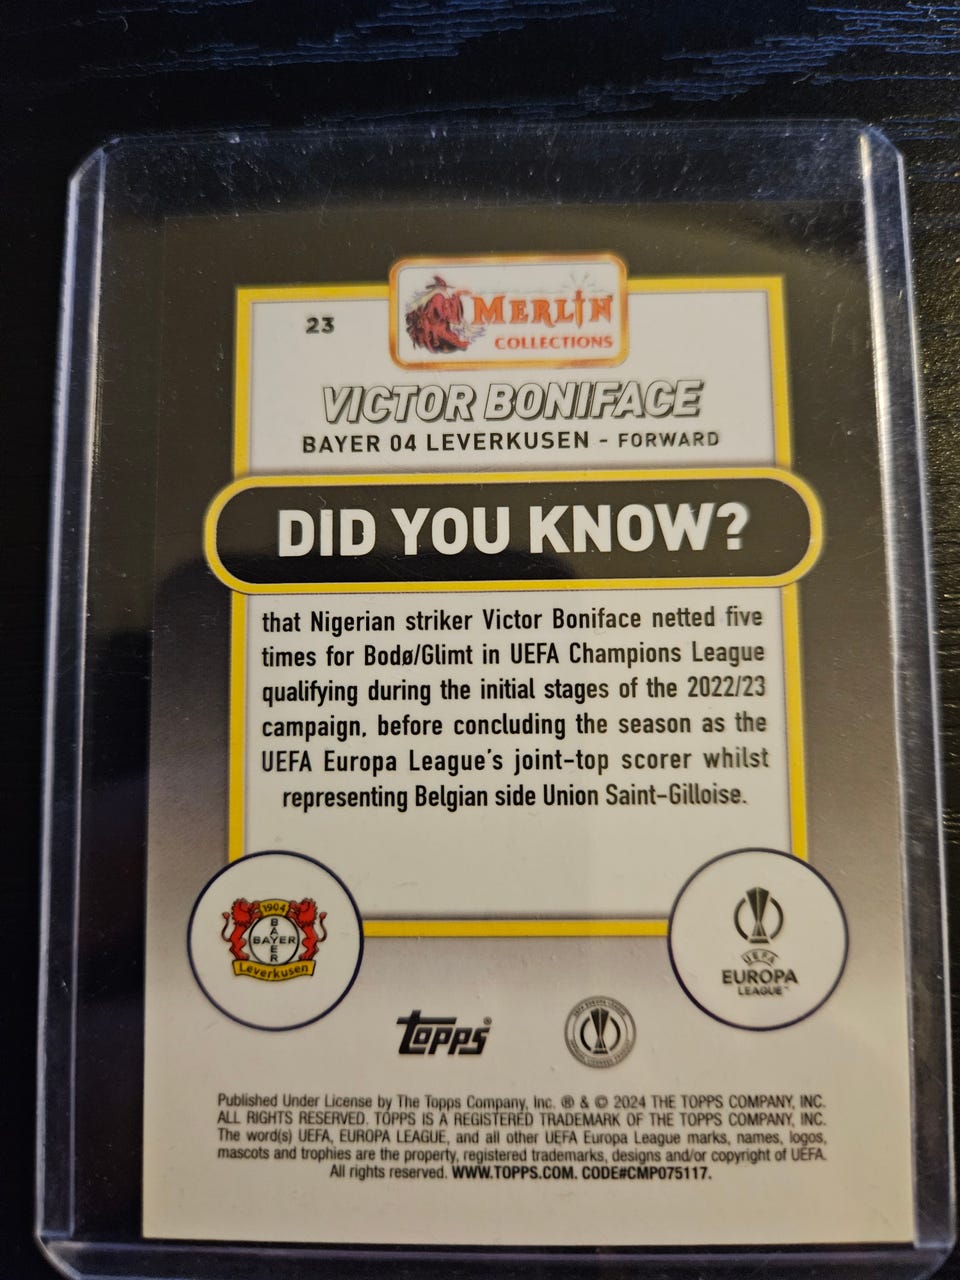 23
MERLIN
COLLECTIONS
VICTOR BONIFACE
BAYER 04 LEVERKUSEN - FORWARD
DID YOU KNOW?
that Nigerian striker Victor Boniface netted five
times for Bodø/Glimt in UEFA Champions League
qualifying during the initial stages of the 2022/23
campaign, before concluding the season as the
UEFA Europa League's joint-top scorer whilst
representing Belgian side Union Saint-Gilloise.
1904
BAYER
BAYER
Leverkusen
UEFA
EUROPA
LEAGUE™
Topps®
Published Under License by The Topps Company, Inc. ® & © 2024 THE TOPPS COMPANY, INC.
ALL RIGHTS RESERVED. TOPPS IS A REGISTERED TRADEMARK OF THE TOPPS COMPANY, INC.
The word(s) UEFA, EUROPA LEAGUE, and all other UEFA Europa League marks, names, logos,
mascots and trophies are the property, registered trademarks, designs and/or copyright of UEFA.
All rights reserved. WWW.TOPPS.COM. CODE#CMP075117.